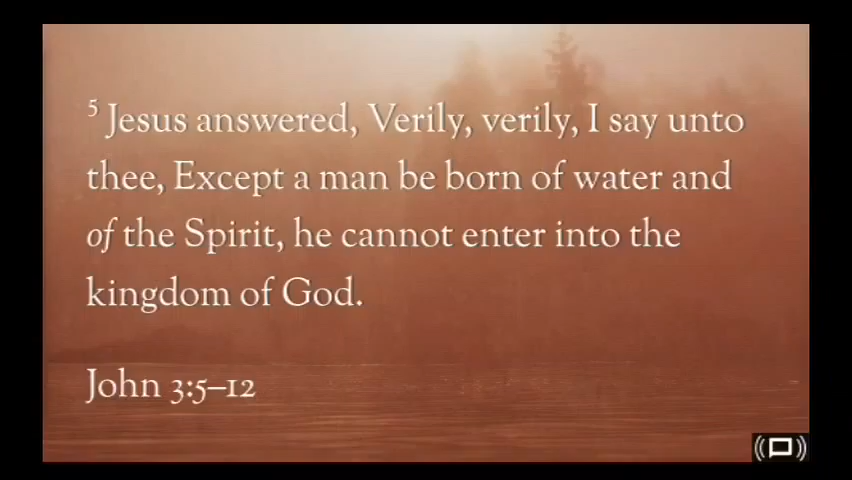 5 Jesus answered, Verily, verily, I say unto
thee, Except a man be born of water and
of the Spirit, he cannot enter into the
kingdom of God.
John 3:5–12